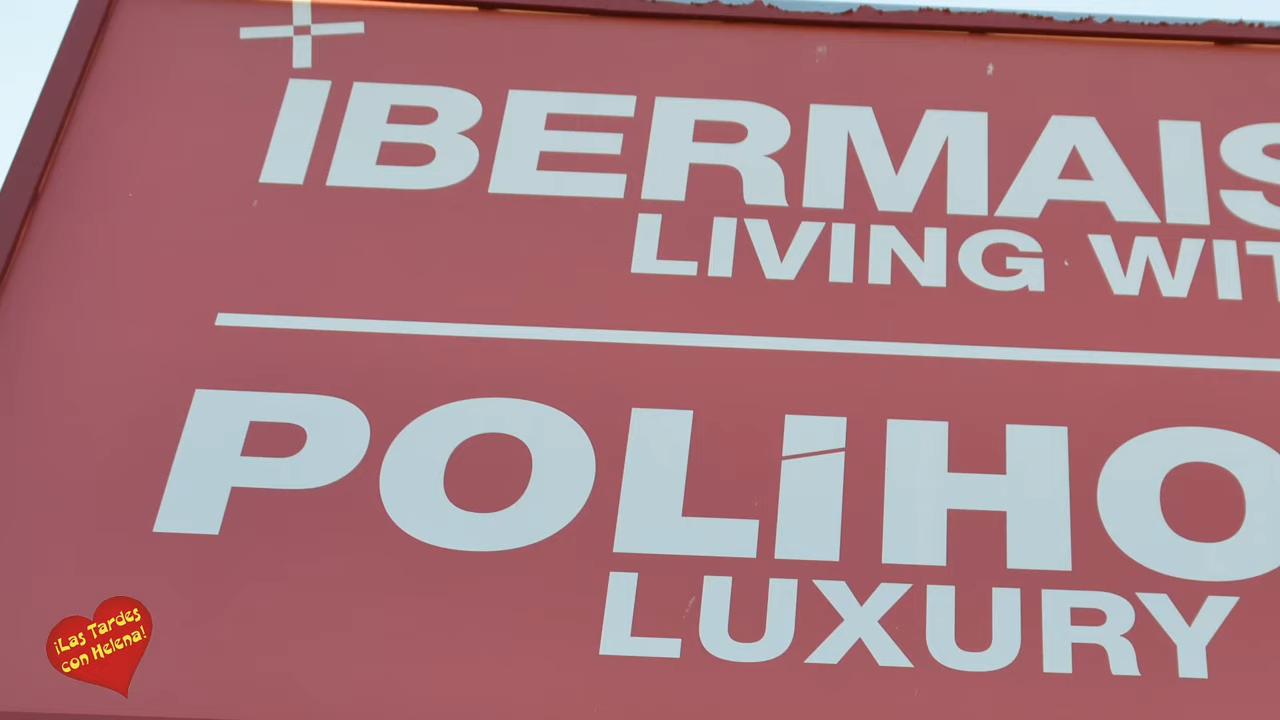 IBERMAIS
LIVING WIT
POLIHO
LUXURY
¡Las Tardes
con Helena!